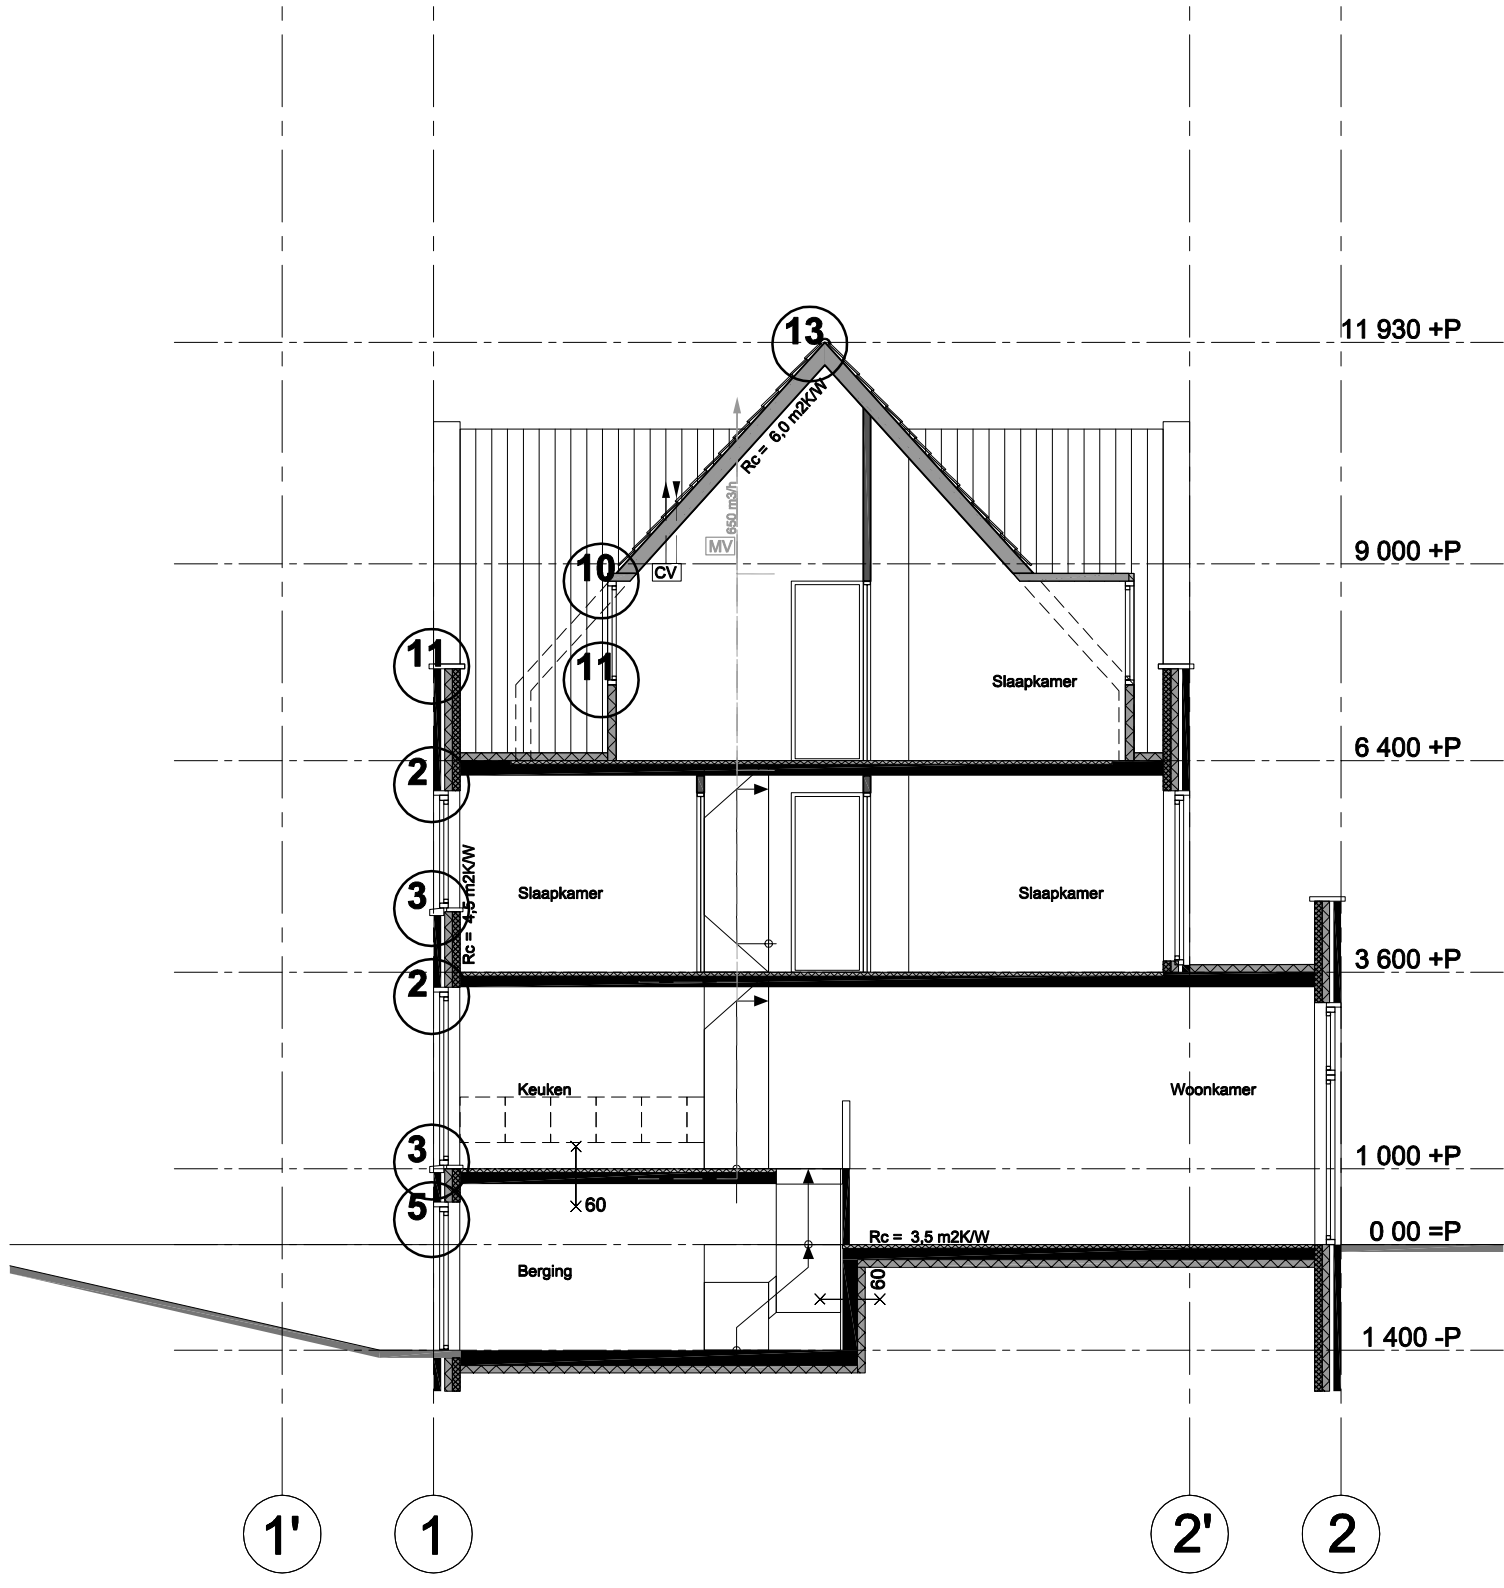 13
11 930 +P
Rc = 6,0 m2K/W
650 m3/h
MV
9 000 +P
10
CV
11
11
Slaapkamer
6 400 +P
2
3
Rc = 4,5 m2K/W
Slaapkamer
Slaapkamer
3 600 +P
2
Keuken
Woonkamer
3
1 000 +P
60
5
0 00 =P
Rc = 3,5 m2K/W
Berging
60
1 400 -P
1'
1
2'
2